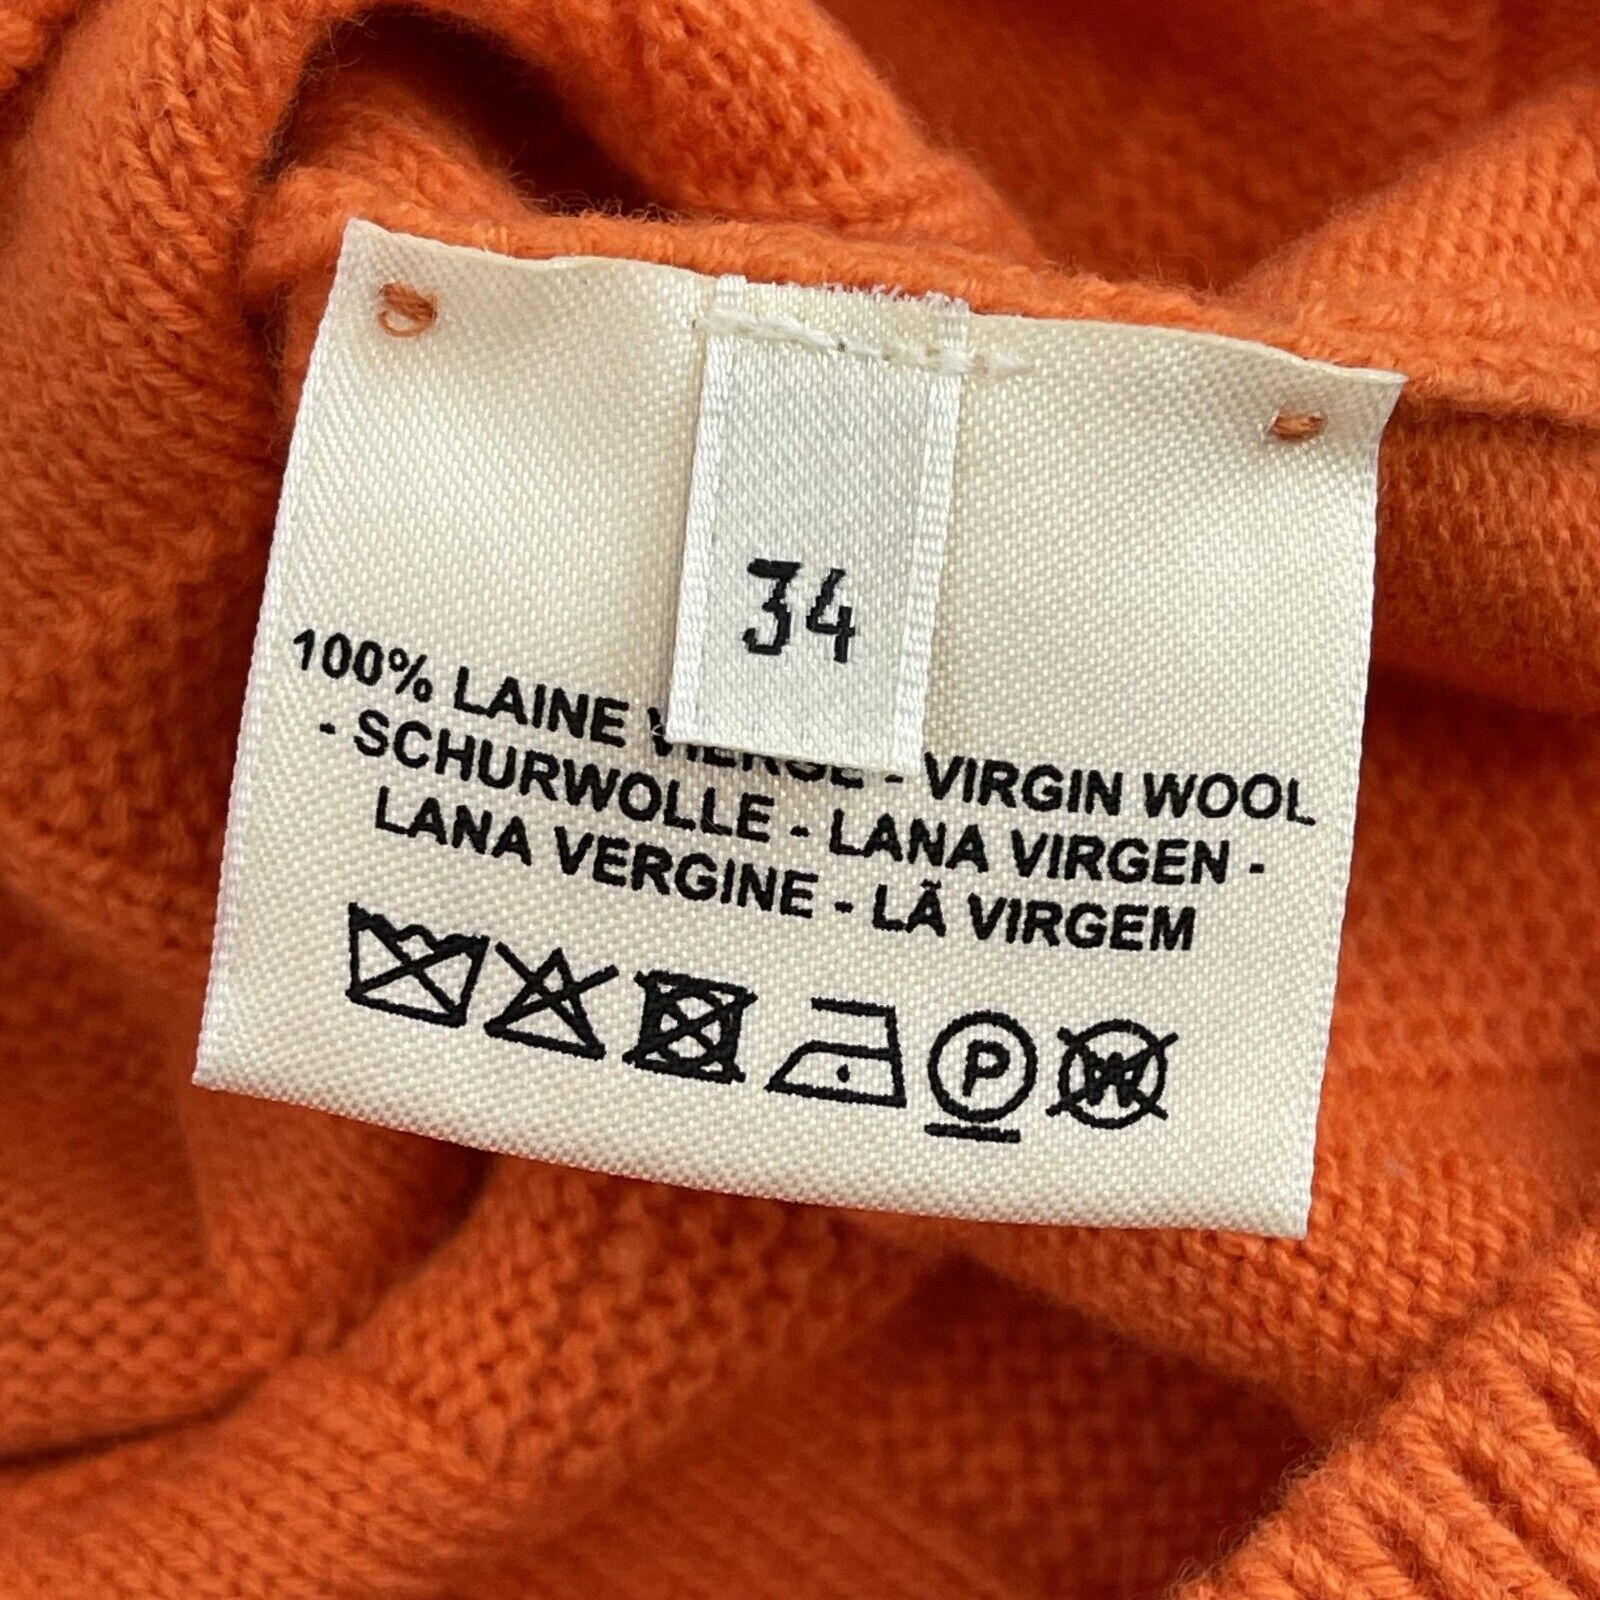 34
100% LAINE VIERGE - VIRGIN WOOL
- SCHURWOLLE - LANA VIRGEN -
LANA VERGINE - LÃ VIRGEM
P
W